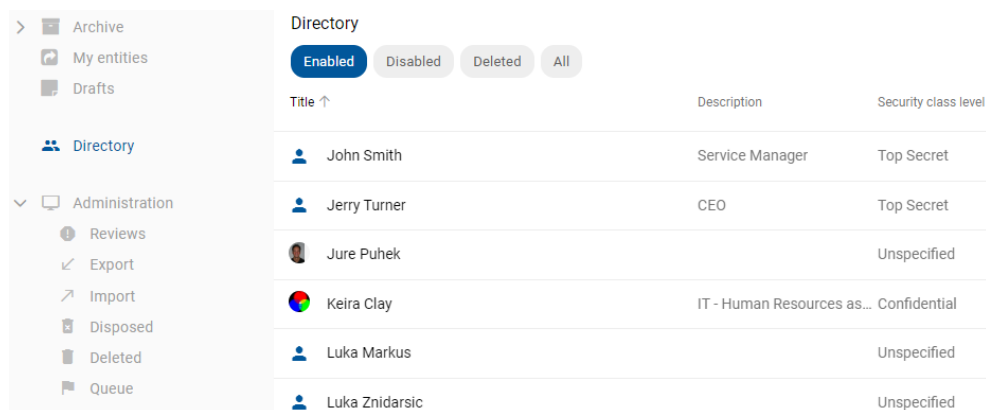 Archive
My entities
Drafts
Directory
Administration
Reviews
Export
Import
Disposed
Deleted
Queue
Directory
Enabled Disabled Deleted All
Title Description Security class level
John Smith Service Manager Top Secret
Jerry Turner CEO Top Secret
Jure Puhek Unspecified
Keira Clay IT - Human Resources as... Confidential
Luka Markus Unspecified
Luka Znidarsic Unspecified